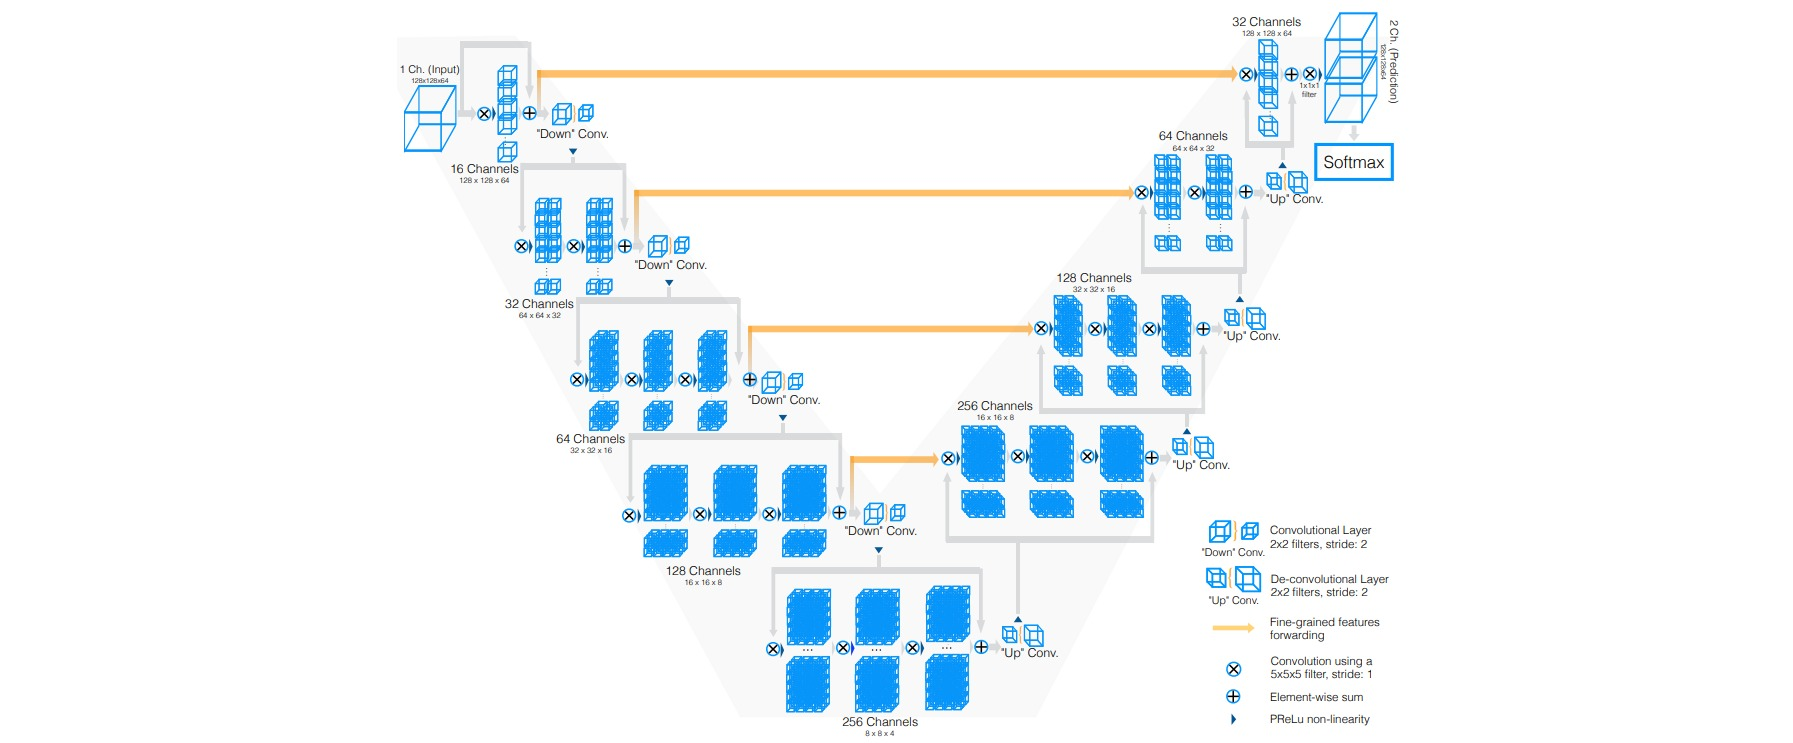 1 Ch. (Input)
128x128x64
"Down" Conv.
16 Channels
128 x 128 x 64
"Down" Conv.
32 Channels
64 x 64 x 32
"Down" Conv.
64 Channels
32 x 32 x 16
"Down" Conv.
128 Channels
16 x 16 x 8
...
...
...
256 Channels
8 x 8 x 4
"Up" Conv.
256 Channels
16 x 16 x 8
"Up" Conv.
128 Channels
32 x 32 x 16
"Up" Conv.
64 Channels
64 x 64 x 32
"Up" Conv.
32 Channels
128 x 128 x 64
1x1x1
filter
2 Ch. (Prediction)
128x128x64
Softmax
"Down" Conv.
Convolutional Layer
2x2 filters, stride: 2
"Up" Conv.
De-convolutional Layer
2x2 filters, stride: 2
Fine-grained features
forwarding
Convolution using a
5x5x5 filter, stride: 1
Element-wise sum
PReLu non-linearity